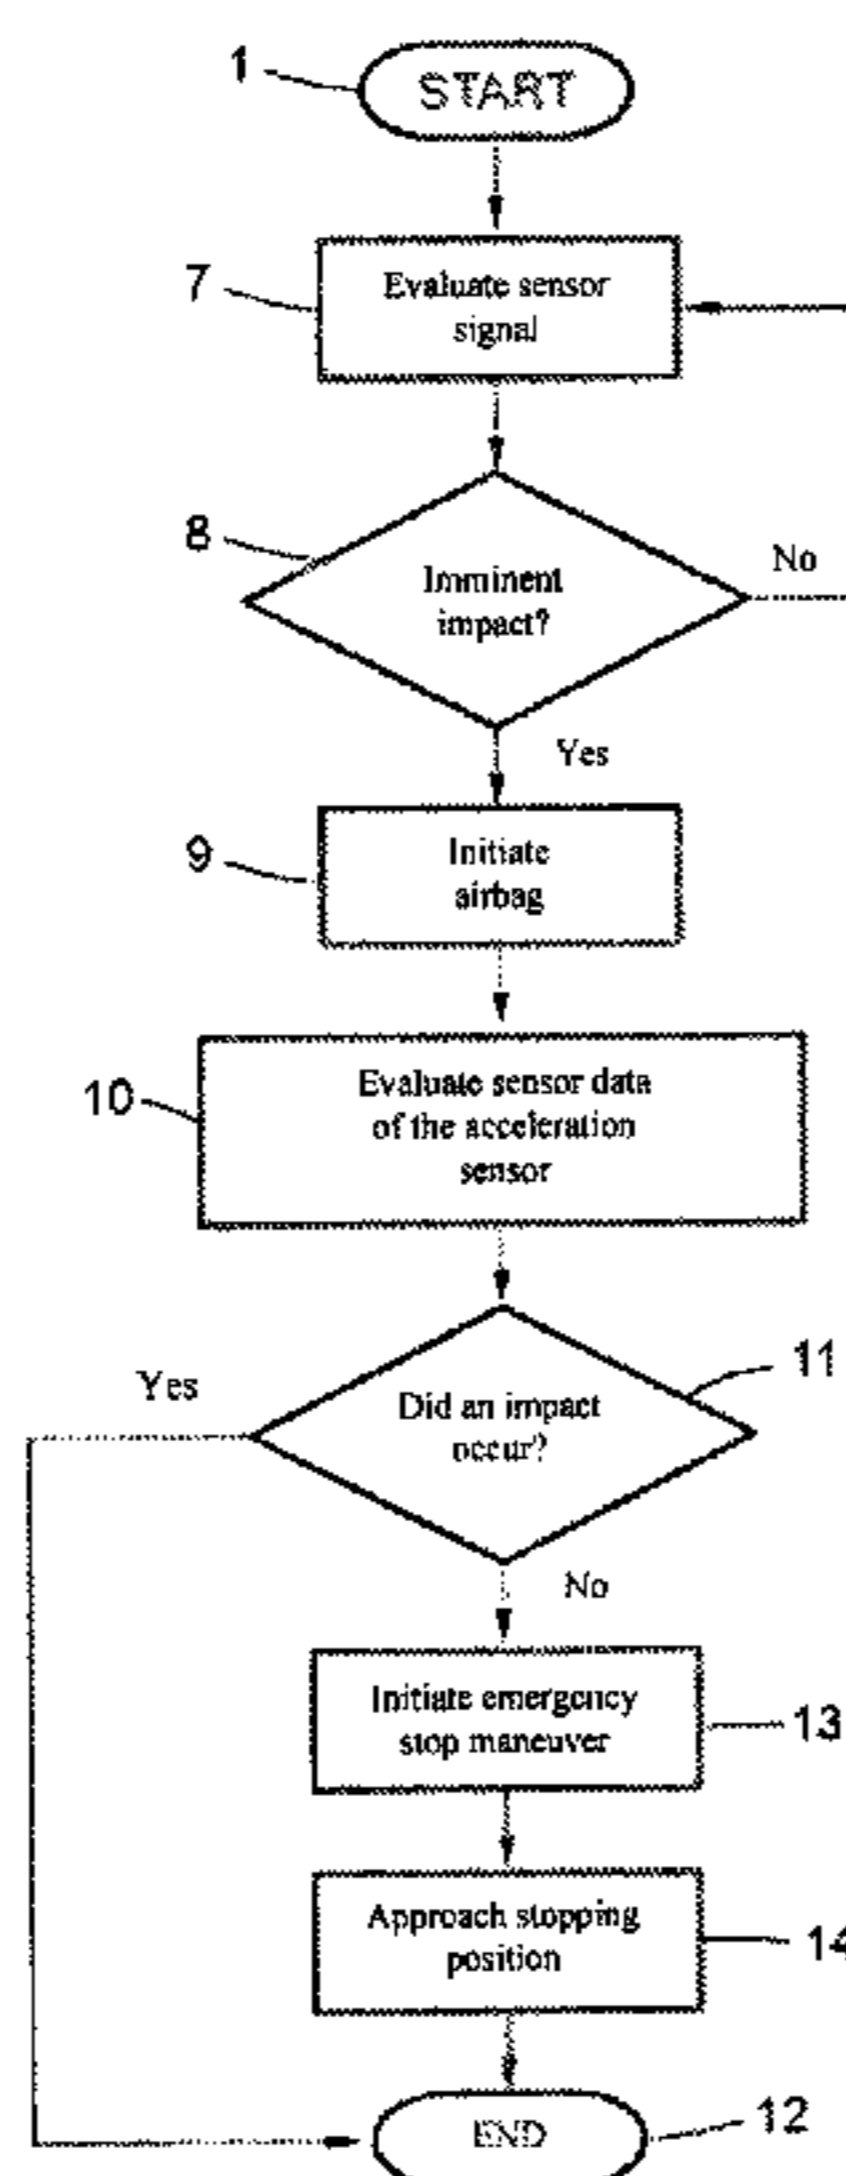 1
START
7
Evaluate sensor
signal
8
Imminent
impact?
No
Yes
9
Initiate
airbag
10
Evaluate sensor data
of the acceleration
sensor
Yes
11
Did an impact
occur?
No
Initiate emergency
stop maneuver
13
Approach stopping
position
14
END
12